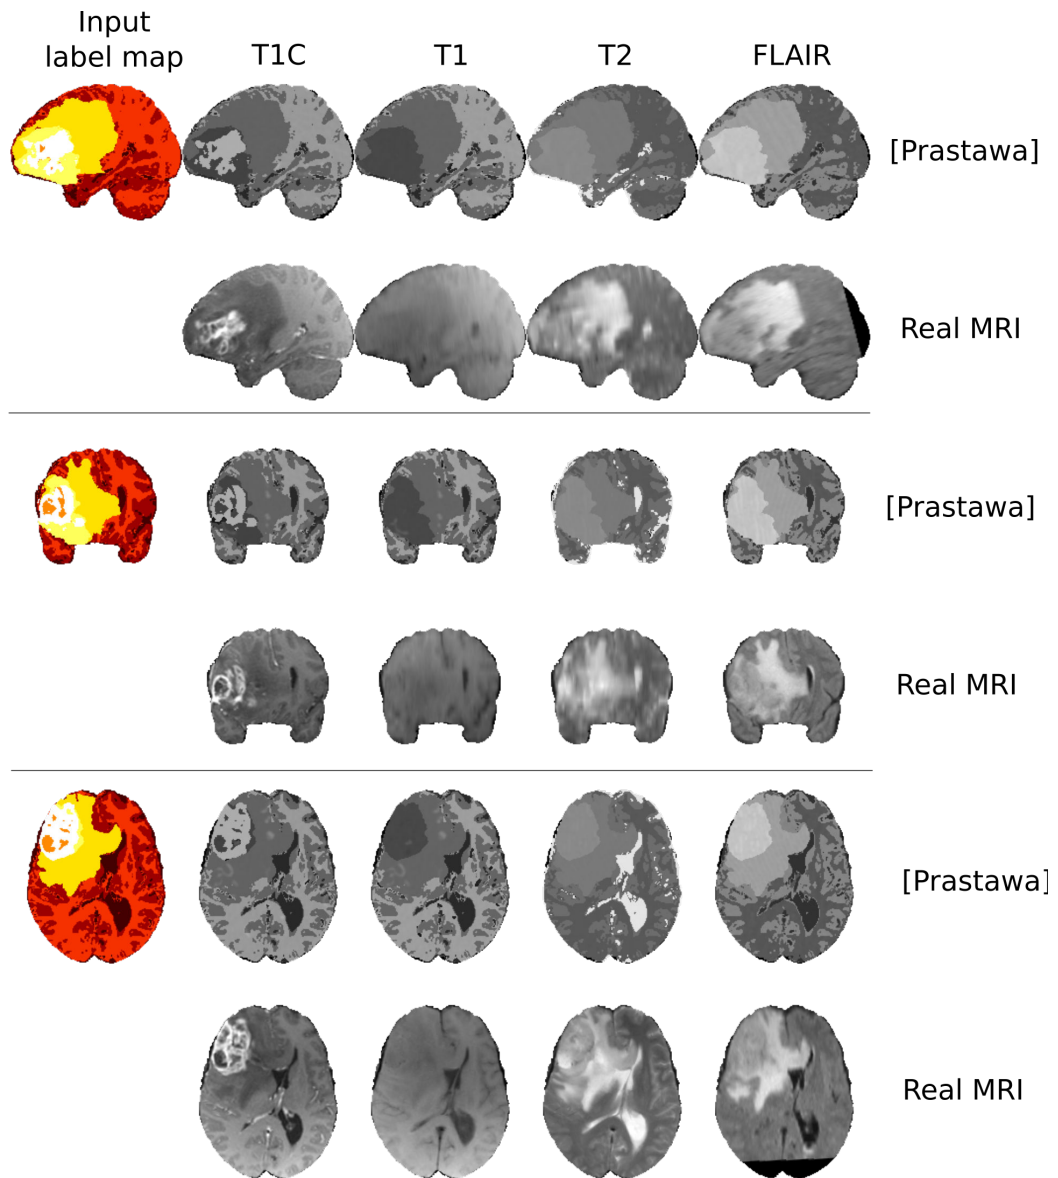 Input
label map
T1C
T1
T2
FLAIR
[Prastawa]
Real MRI
[Prastawa]
Real MRI
[Prastawa]
Real MRI